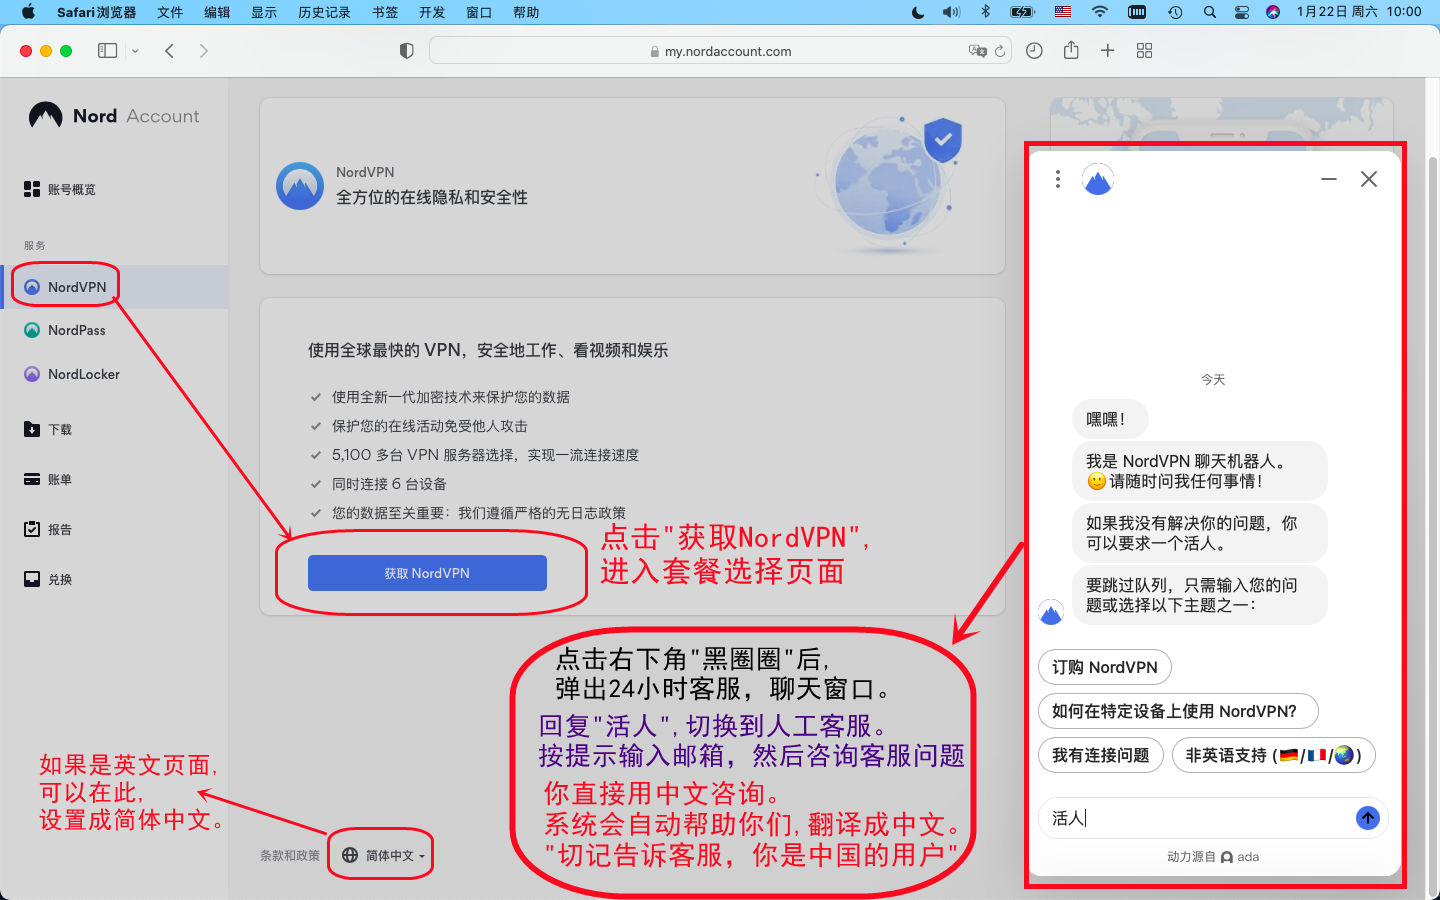 Safari浏览器 文件 编辑 显示 历史记录 书签 开发 窗口 帮助
1月22日 周六 10:00
my.nordaccount.com
Nord Account
账号概览
服务
NordVPN
NordPass
NordLocker
下载
账单
报告
兑换
NordVPN
全方位的在线隐私和安全性
使用全球最快的 VPN，安全地工作、看视频和娱乐
使用全新一代加密技术来保护您的数据
保护您的在线活动免受他人攻击
5,100 多台 VPN 服务器选择，实现一流连接速度
同时连接 6 台设备
您的数据至关重要：我们遵循严格的无日志政策
获取 NordVPN
点击"获取NordVPN",
进入套餐选择页面
点击右下角"黑圈圈"后,
弹出24小时客服，聊天窗口。
回复"活人",切换到人工客服。
按提示输入邮箱，然后咨询客服问题
你直接用中文咨询。
系统会自动帮助你们,翻译成中文。
"切记告诉客服，你是中国的用户"
如果是英文页面,
可以在此,
设置成简体中文。
条款和政策
简体中文
今天
嘿嘿！
我是 NordVPN 聊天机器人。
🙂请随时问我任何事情！
如果我没有解决你的问题，你
可以要求一个活人。
要跳过队列，只需输入您的问
题或选择以下主题之一：
订购 NordVPN
如何在特定设备上使用 NordVPN?
我有连接问题
非英语支持 (🇩🇪/🇫🇷/🌏)
活人
动力源自 ada